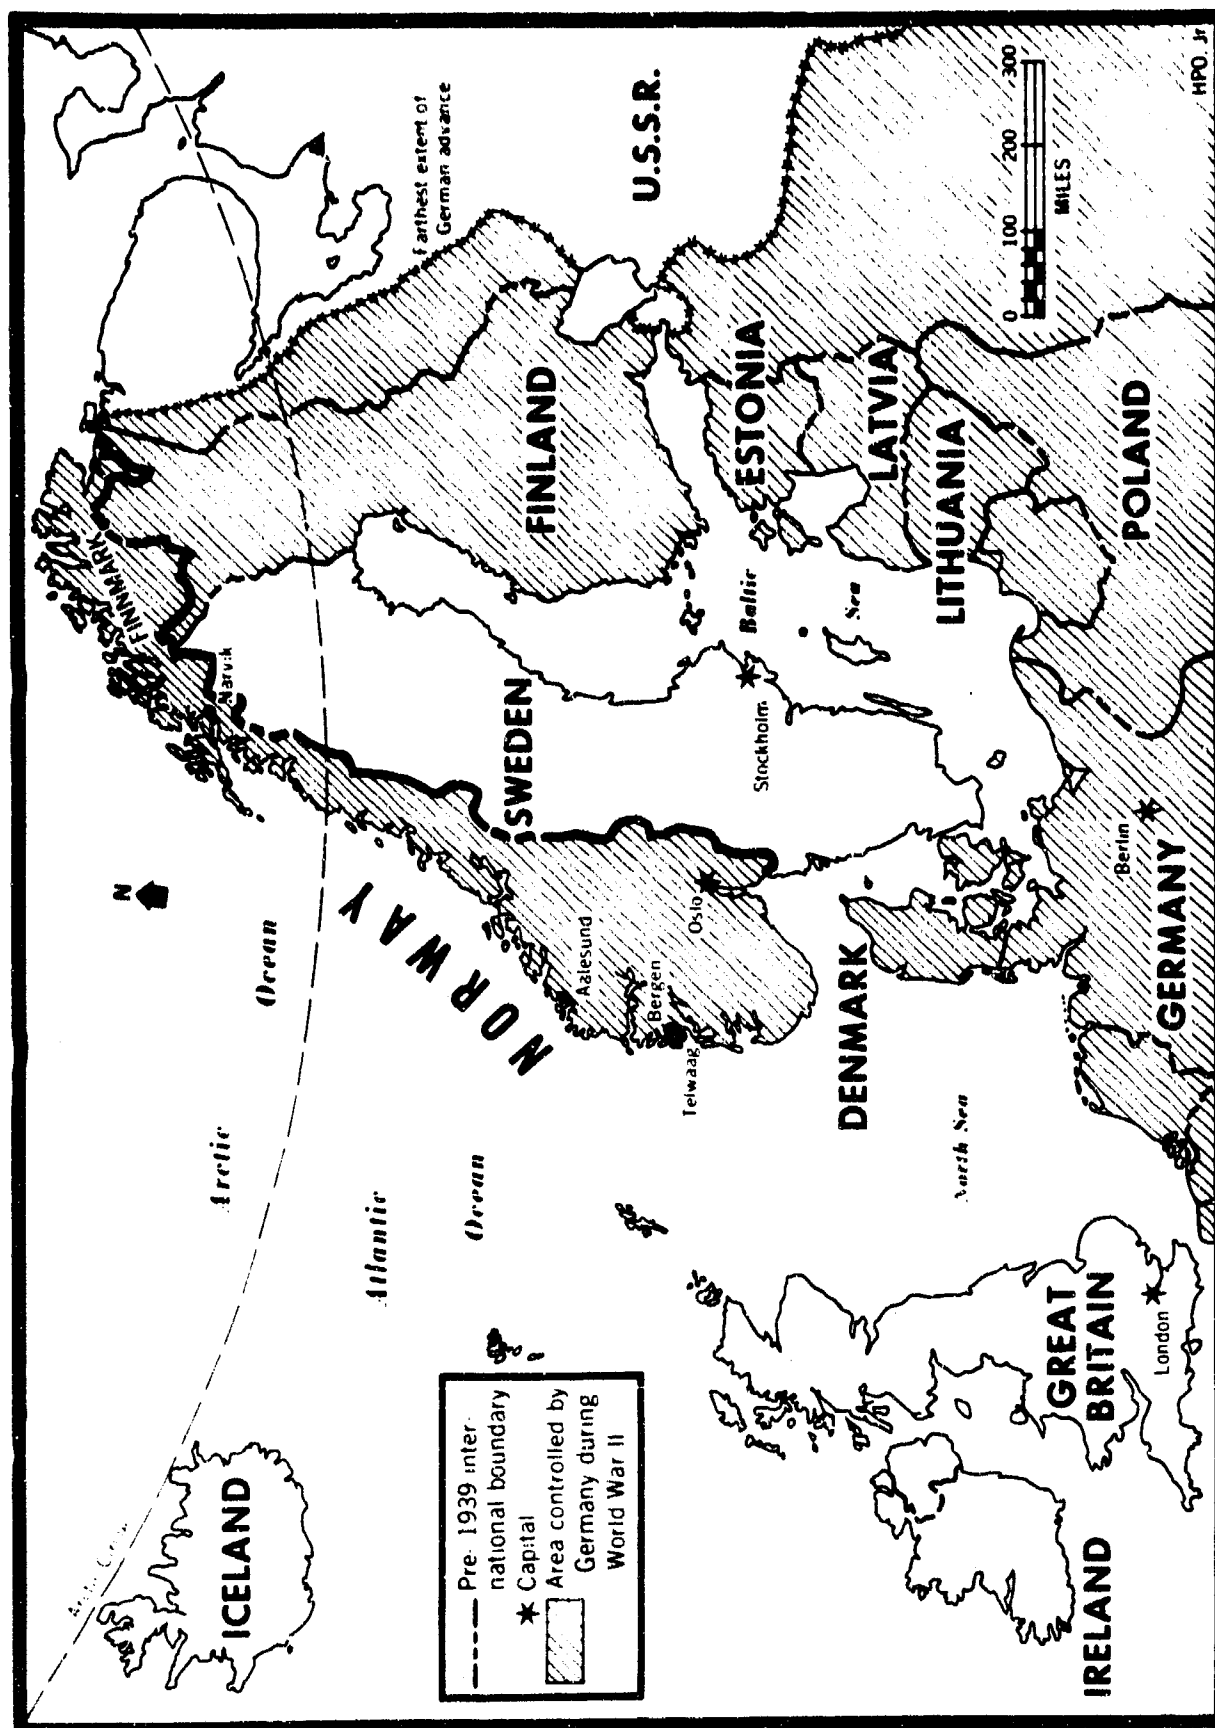 Arctic
Ocean
N
Atlantic
Ocean
NORWAY
FINNMARK
Narvik
Farthest extent of
German advance
U.S.S.R.
ICELAND
SWEDEN
FINLAND
Aalesund
Bergen
Telwaag
Oslo
Stockholm
Baltic
Sea
ESTONIA
LATVIA
LITHUANIA
POLAND
DENMARK
North Sea
GERMANY
Berlin
GREAT
BRITAIN
London
IRELAND
Pre-1939 inter-
national boundary
Capital
Area controlled by
Germany during
World War II
0 100 200 300
MILES
HPO, Jr